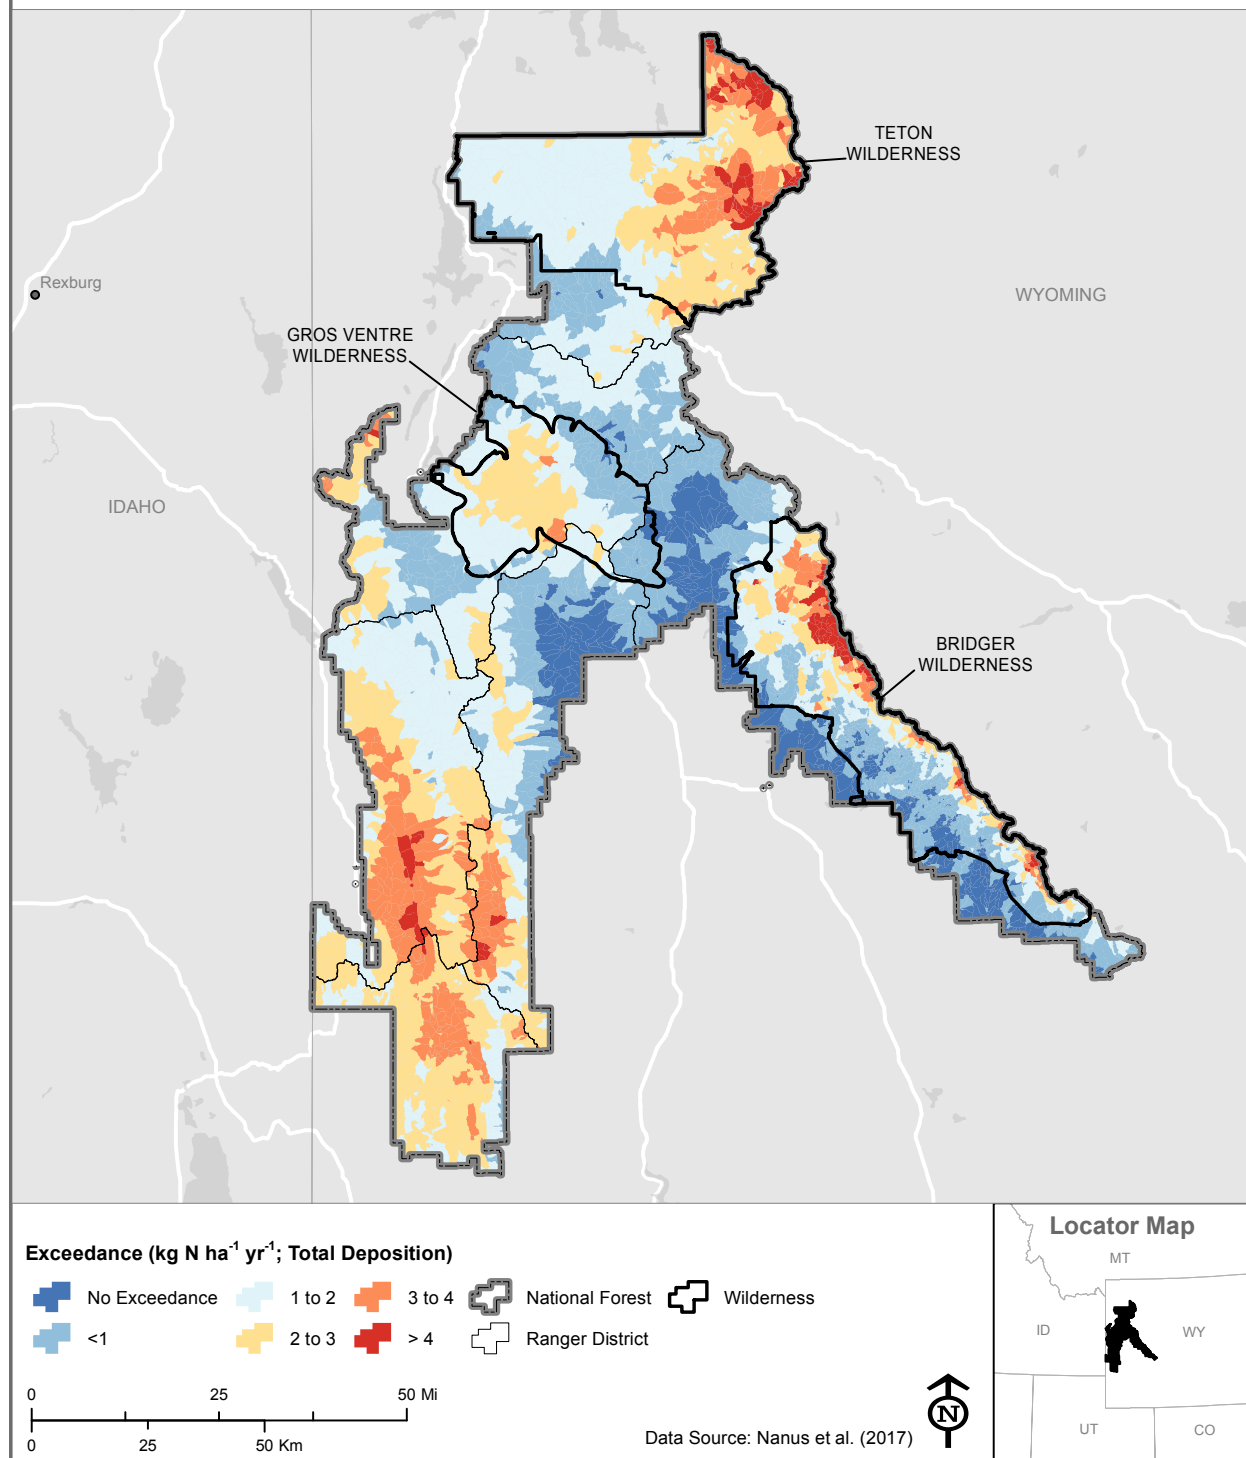 TETON
WILDERNESS
Rexburg
WYOMING
GROS VENTRE
WILDERNESS
IDAHO
BRIDGER
WILDERNESS
Exceedance (kg N ha⁻¹ yr⁻¹; Total Deposition)
No Exceedance
1 to 2
3 to 4
National Forest
Wilderness
<1
2 to 3
> 4
Ranger District
0 25 50 Mi
0 25 50 Km
Data Source: Nanus et al. (2017)
N
Locator Map
MT
ID
WY
UT
CO